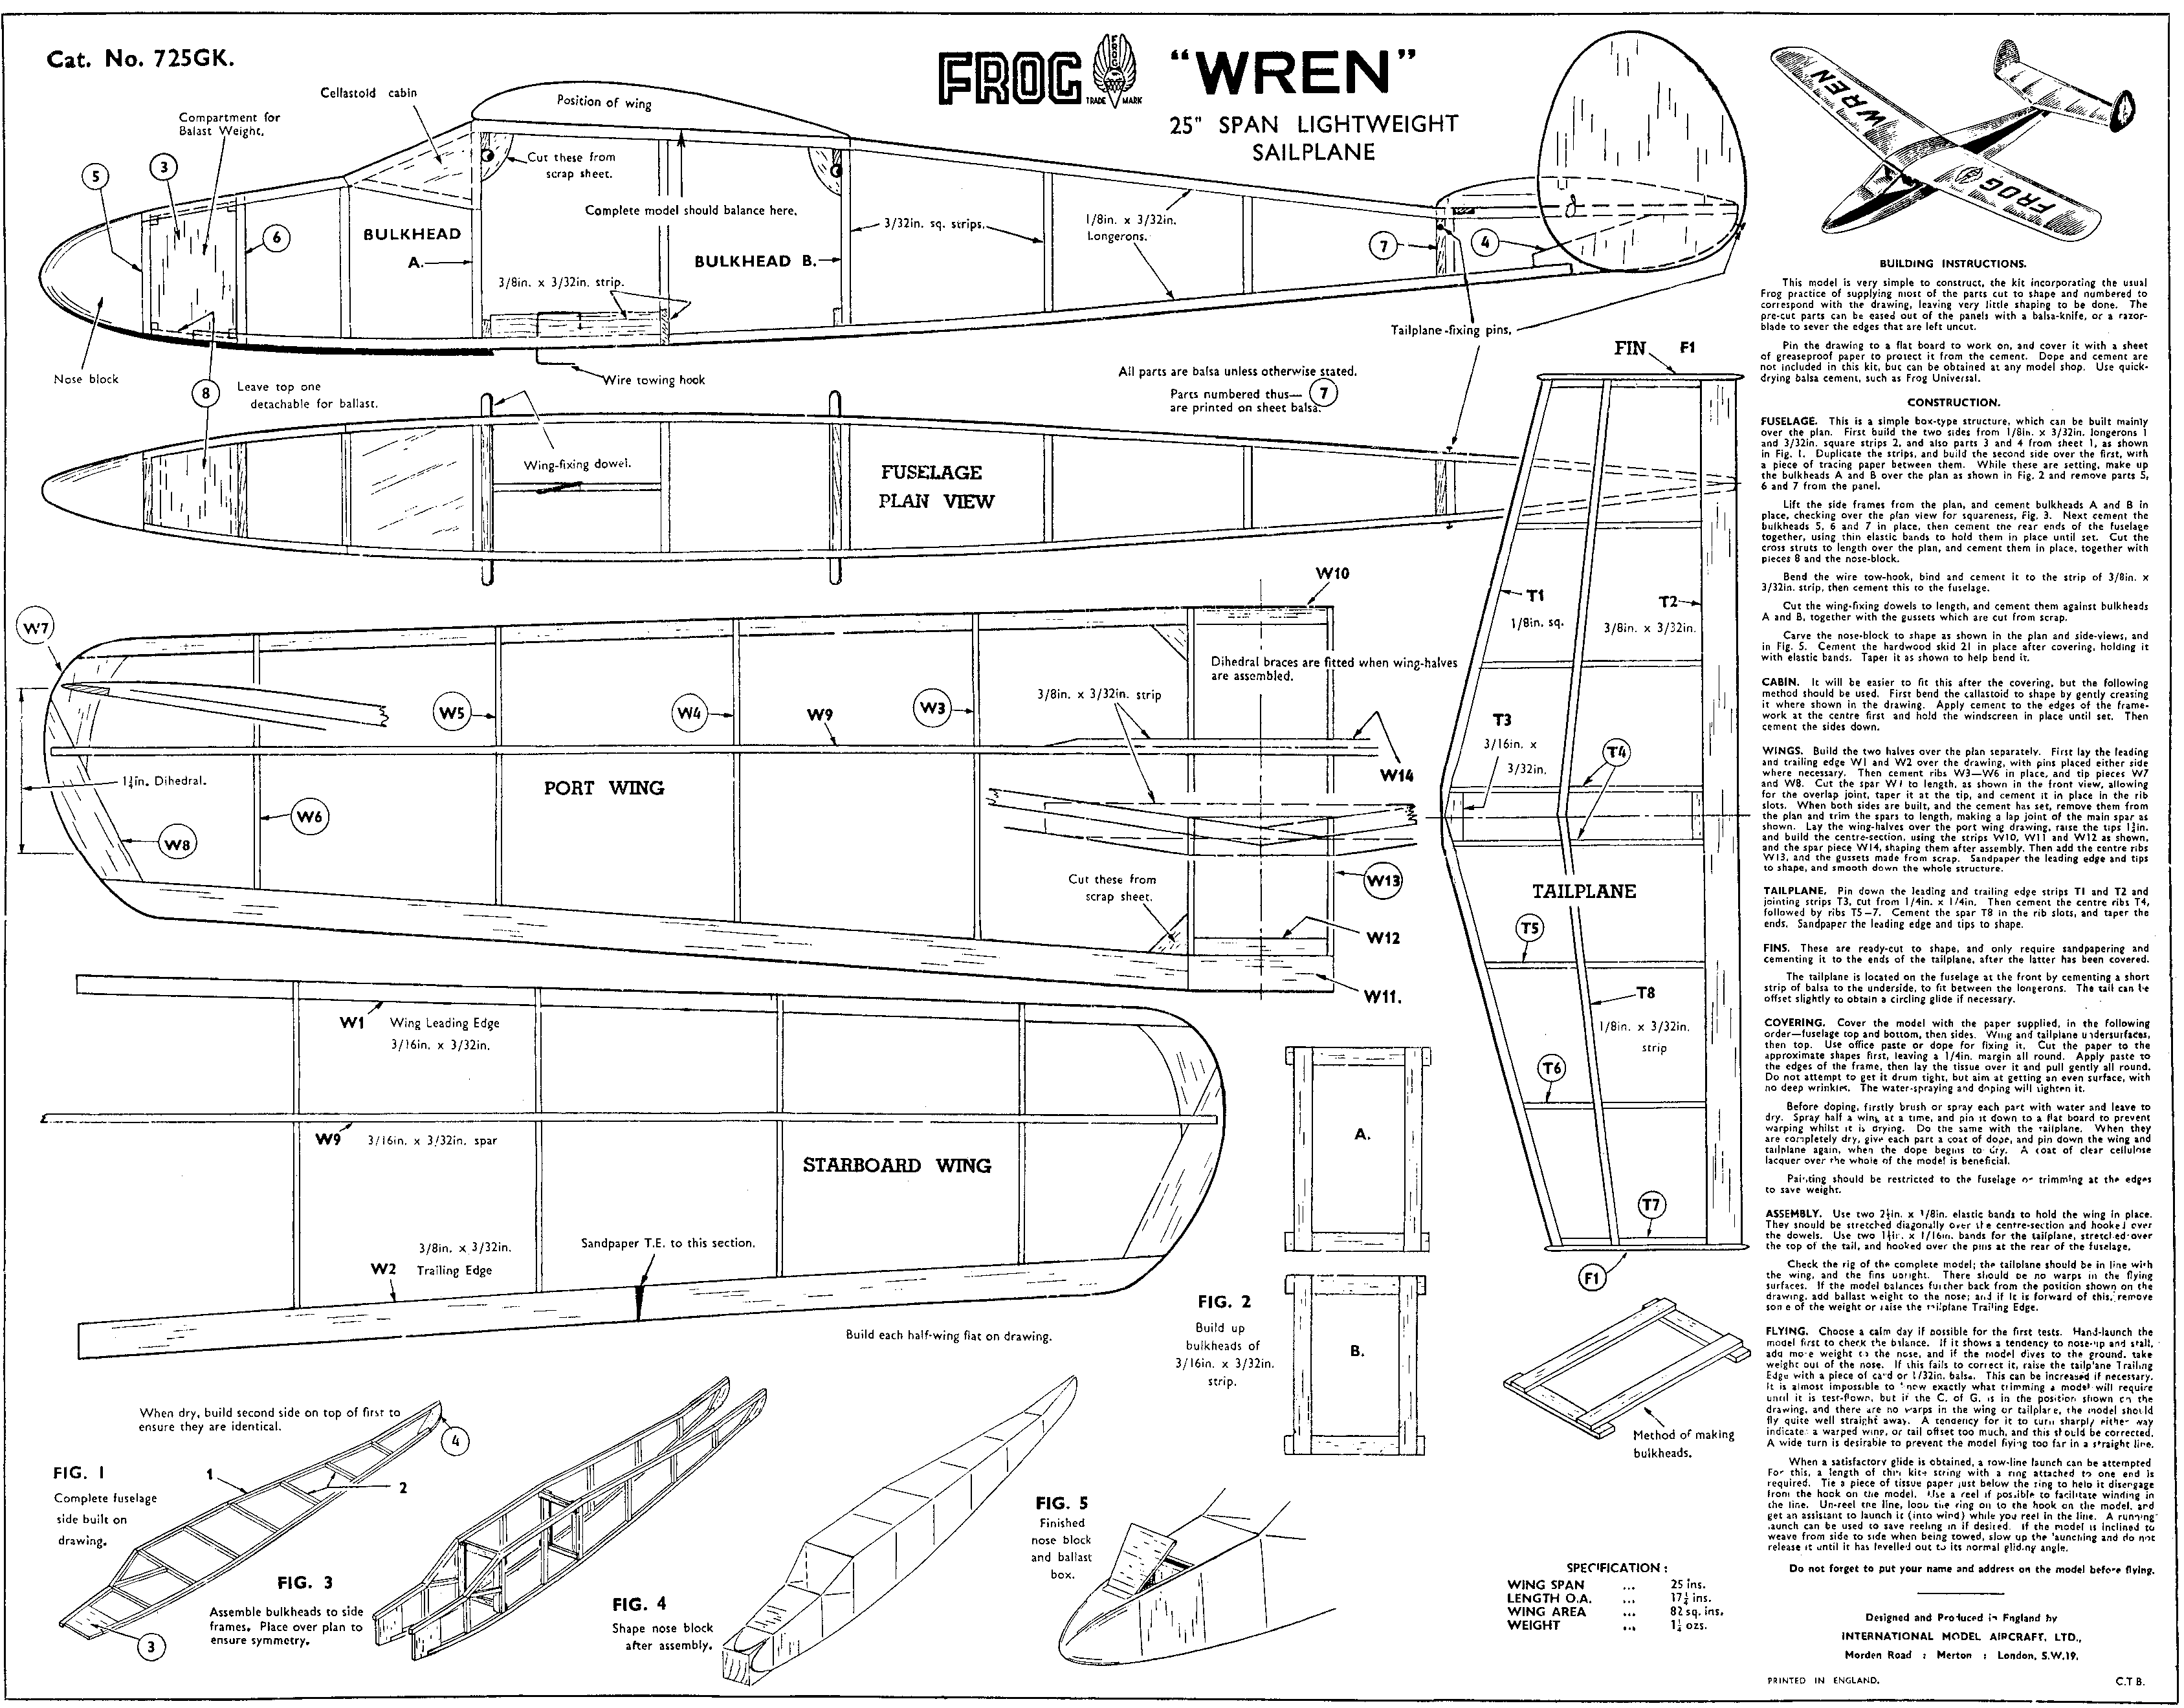 Cat. No. 725GK.
FROG
FROG
TRADE MARK
"WREN"
25" SPAN LIGHTWEIGHT
SAILPLANE
WREN
FROG
Cellastoid cabin
Position of wing
Compartment for
Balast Weight.
3
5
Cut these from
scrap sheet.
6
BULKHEAD
A.
Complete model should balance here.
BULKHEAD B.
3/32in. sq. strips.
1/8in. x 3/32in.
Longerons.
7
4
3/8in. x 3/32in. strip.
Tailplane-fixing pins.
Nose block
8
Leave top one
detachable for ballast.
Wire towing hook
All parts are balsa unless otherwise stated.
Parts numbered thus— 7
are printed on sheet balsa.
Wing-fixing dowel.
FUSELAGE
PLAN VIEW
FIN F1
W10
W7
Dihedral braces are fitted when wing-halves
are assembled.
3/8in. x 3/32in. strip
W5
W4
W9
W3
W14
1¾in. Dihedral.
PORT WING
W6
W8
Cut these from
scrap sheet.
W13
W12
W11.
T1
1/8in. sq.
T2
3/8in. x 3/32in.
T3
3/16in. x
3/32in.
T4
TAILPLANE
T5
T8
1/8in. x 3/32in.
strip
T6
T7
F1
W1 Wing Leading Edge
3/16in. x 3/32in.
W9 3/16in. x 3/32in. spar
STARBOARD WING
3/8in. x 3/32in.
W2 Trailing Edge
Sandpaper T.E. to this section.
Build each half-wing flat on drawing.
A.
B.
FIG. 2
Build up
bulkheads of
3/16in. x 3/32in.
strip.
Method of making
bulkheads.
When dry, build second side on top of first to
ensure they are identical.
4
FIG. 1
Complete fuselage
side built on
drawing.
1
2
3
FIG. 3
Assemble bulkheads to side
frames. Place over plan to
ensure symmetry.
FIG. 4
Shape nose block
after assembly.
FIG. 5
Finished
nose block
and ballast
box.
SPECIFICATION :
WING SPAN ... 25 ins.
LENGTH O.A. ... 17¼ ins.
WING AREA ... 82 sq. ins.
WEIGHT ... 1¼ ozs.
BUILDING INSTRUCTIONS.
This model is very simple to construct, the kit incorporating the usual
Frog practice of supplying most of the parts cut to shape and numbered to
correspond with the drawing, leaving very little shaping to be done. The
pre-cut parts can be eased out of the panels with a balsa-knife, or a razor-
blade to sever the edges that are left uncut.
Pin the drawing to a flat board to work on, and cover it with a sheet
of greaseproof paper to protect it from the cement. Dope and cement are
not included in this kit, but can be obtained at any model shop. Use quick-
drying balsa cement, such as Frog Universal.
CONSTRUCTION.
FUSELAGE. This is a simple box-type structure, which can be built mainly
over the plan. First build the two sides from 1/8in. x 3/32in. longerons 1
and 3/32in. square strips 2, and also parts 3 and 4 from sheet 1, as shown
in Fig. 1. Duplicate the strips, and build the second side over the first, with
a piece of tracing paper between them. While these are setting, make up
the bulkheads A and B over the plan as shown in Fig. 2 and remove parts 5,
6 and 7 from the panel.
Lift the side frames from the plan, and cement bulkheads A and B in
place, checking over the plan view for squareness, Fig. 3. Next cement the
bulkheads 5, 6 and 7 in place, then cement the rear ends of the fuselage
together, using thin elastic bands to hold them in place until set. Cut the
cross struts to length over the plan, and cement them in place, together with
pieces 8 and the nose-block.
Bend the wire tow-hook, bind and cement it to the strip of 3/8in. x
3/32in. strip, then cement this to the fuselage.
Cut the wing-fixing dowels to length, and cement them against bulkheads
A and B, together with the gussets which are cut from scrap.
Carve the nose-block to shape as shown in the plan and side-views, and
in Fig. 5. Cement the hardwood skid 21 in place after covering, holding it
with elastic bands. Taper it as shown to help bend it.
CABIN. It will be easier to fit this after the covering, but the following
method should be used. First bend the callastoid to shape by gently creasing
it where shown in the drawing. Apply cement to the edges of the frame-
work at the centre first and hold the windscreen in place until set. Then
cement the sides down.
WINGS. Build the two halves over the plan separately. First lay the leading
and trailing edge W1 and W2 over the drawing, with pins placed either side
where necessary. Then cement ribs W3—W6 in place, and tip pieces W7
and W8. Cut the spar to length, as shown in the front view, allowing
for the overlap joint, taper it at the tip, and cement it in place in the rib
slots. When both sides are built, and the cement has set, remove them from
the plan and trim the spars to length, making a lap joint of the main spar as
shown. Lay the wing-halves over the port wing drawing, raise the tips 1¾in.
and build the centre-section, using the strips W10, W11 and W12 as shown,
and the spar piece W14, shaping them after assembly. Then add the centre ribs
W13, and the gussets made from scrap. Sandpaper the leading edge and tips
to shape, and smooth down the whole structure.
TAILPLANE. Pin down the leading and trailing edge strips T1 and T2 and
jointing strips T3, cut from 1/4in. x 1/4in. Then cement the centre ribs T4,
followed by ribs T5—7. Cement the spar T8 in the rib slots, and taper the
ends. Sandpaper the leading edge and tips to shape.
FINS. These are ready-cut to shape, and only require sandpapering and
cementing it to the ends of the tailplane, after the latter has been covered.
The tailplane is located on the fuselage at the front by cementing a short
strip of balsa to the underside, to fit between the longerons. The tail can be
offset slightly to obtain a circling glide if necessary.
COVERING. Cover the model with the paper supplied, in the following
order—fuselage top and bottom, then sides. Wing and tailplane undersurfaces,
then top. Use office paste or dope for fixing it. Cut the paper to the
approximate shapes first, leaving a 1/4in. margin all round. Apply paste to
the edges of the frame, then lay the tissue over it and pull gently all round.
Do not attempt to get it drum tight, but aim at getting an even surface, with
no deep wrinkles. The water-spraying and doping will tighten it.
Before doping, firstly brush or spray each part with water and leave to
dry. Spray half a wing at a time, and pin it down to a flat board to prevent
warping whilst it is drying. Do the same with the tailplane. When they
are completely dry, give each part a coat of dope, and pin down the wing and
tailplane again, when the dope begins to dry. A coat of clear cellulose
lacquer over the whole of the model is beneficial.
Painting should be restricted to the fuselage or trimming at the edges
to save weight.
ASSEMBLY. Use two 2½in. x 1/8in. elastic bands to hold the wing in place.
They should be stretched diagonally over the centre-section and hooked over
the dowels. Use two x 1/16in. bands for the tailplane, stretched over
the top of the tail, and hooked over the pins at the rear of the fuselage.
Check the rig of the complete model; the tailplane should be in line with
the wing, and the fins upright. There should be no warps in the flying
surfaces. If the model balances further back from the position shown on the
drawing, add ballast weight to the nose; and if it is forward of this, remove
some of the weight or raise the tailplane Trailing Edge.
FLYING. Choose a calm day if possible for the first tests. Hand-launch the
model first to check the balance. If it shows a tendency to nose-up and stall,
add more weight to the nose, and if the model dives to the ground, take
weight out of the nose. If this fails to correct it, raise the tailplane Trailing
Edge with a piece of card or 1/32in. balsa. This can be increased if necessary.
It is almost impossible to know exactly what trimming a model will require
until it is test-flown, but if the C. of G. is in the position shown on the
drawing, and there are no warps in the wing or tailplane, the model should
fly quite well straight away. A tendency for it to turn sharply either way
indicates a warped wing, or tail offset too much, and this should be corrected.
A wide turn is desirable to prevent the model flying too far in a straight line.
When a satisfactory glide is obtained, a tow-line launch can be attempted
For this, a length of thin kite string with a ring attached to one end is
required. Tie a piece of tissue paper just below the ring to help it disengage
from the hook on the model. Use a reel if possible to facilitate winding in
the line. Un-reel the line, loop the ring on to the hook on the model, and
get an assistant to launch it (into wind) while you reel in the line. A running
launch can be used to save reeling in if desired. If the model is inclined to
weave from side to side when being towed, slow up the launching and do not
release it until it has levelled out to its normal gliding angle.
Do not forget to put your name and address on the model before flying.
Designed and Produced in England by
INTERNATIONAL MODEL AIRCRAFT, LTD.,
Morden Road : Merton : London, S.W.19.
PRINTED IN ENGLAND.
C.T.B.